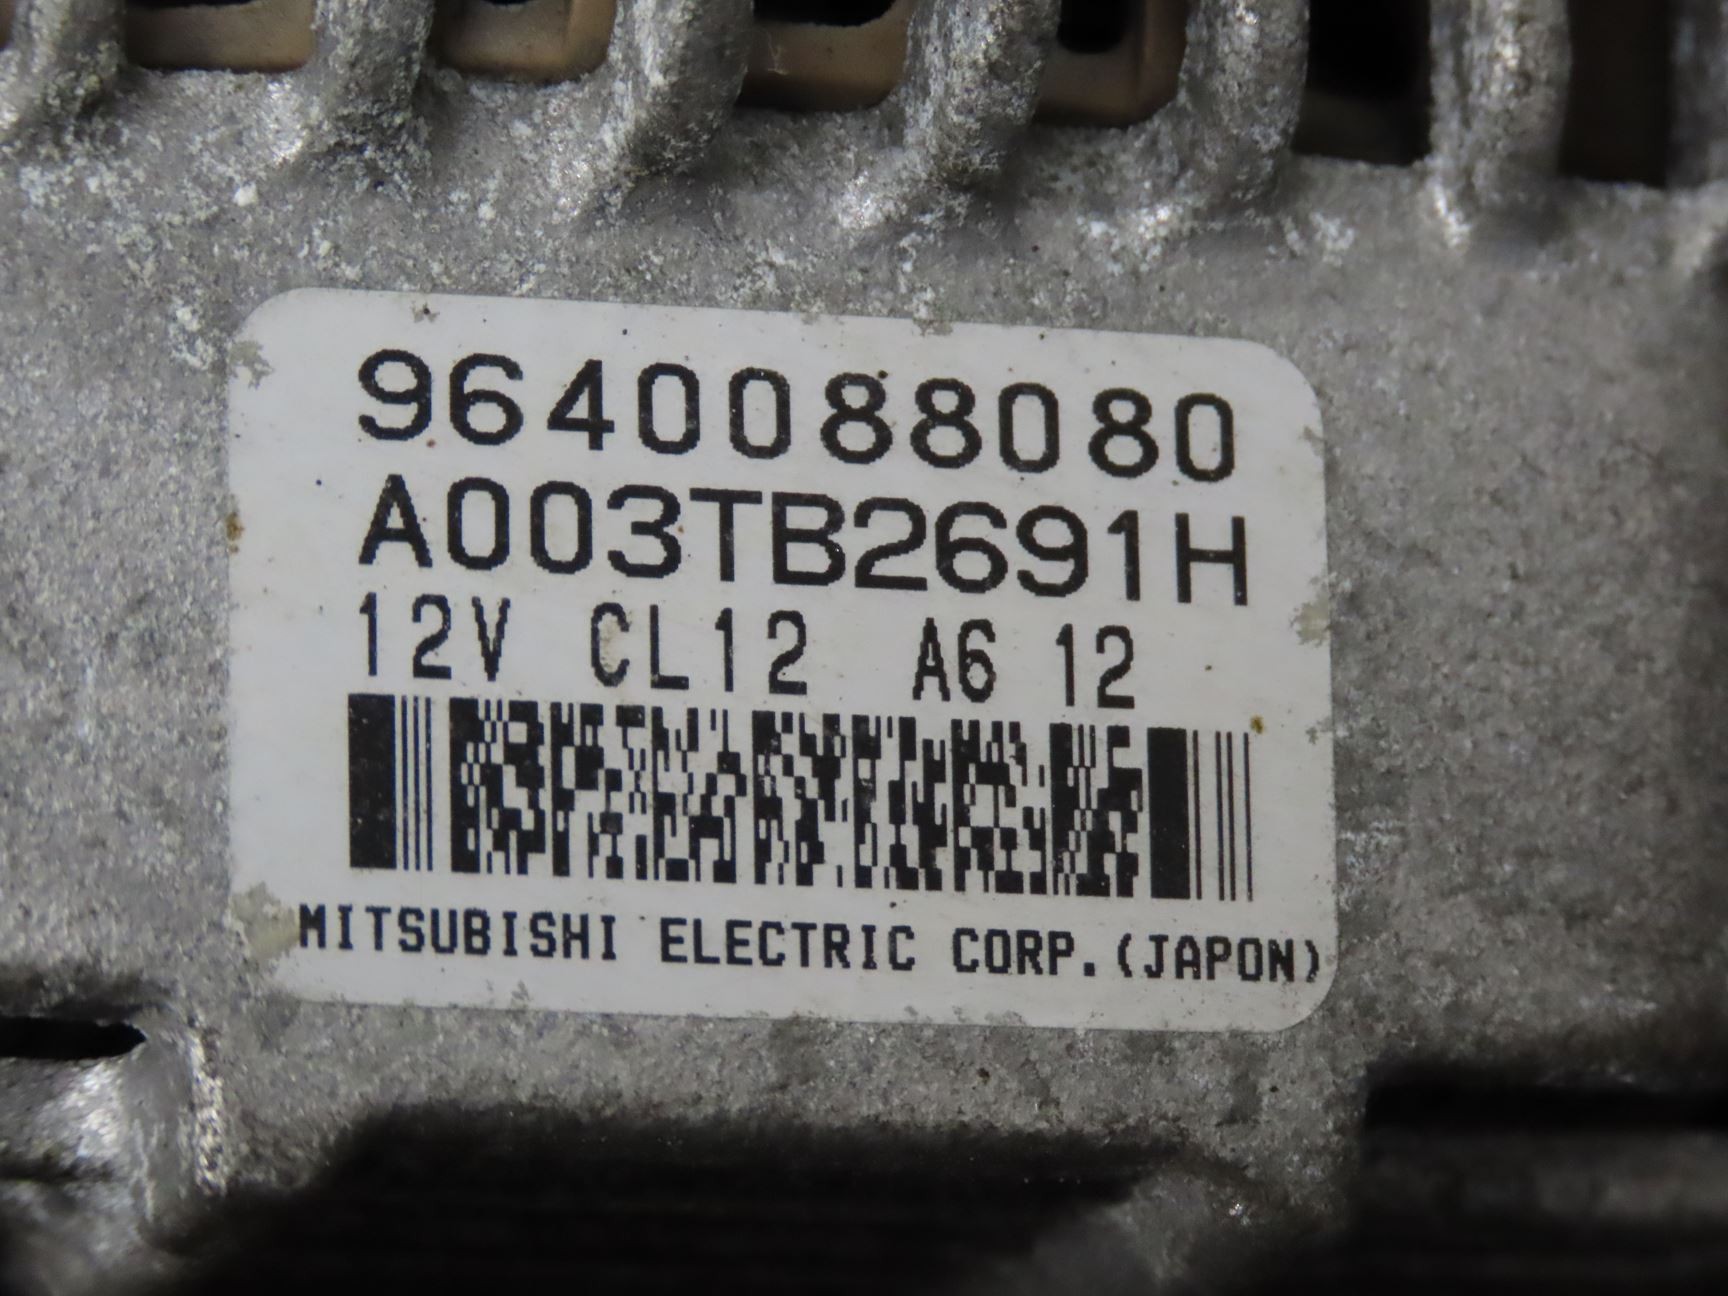 9640088080
A003TB2691H
12V CL12 A6 12
MITSUBISHI ELECTRIC CORP.(JAPON)